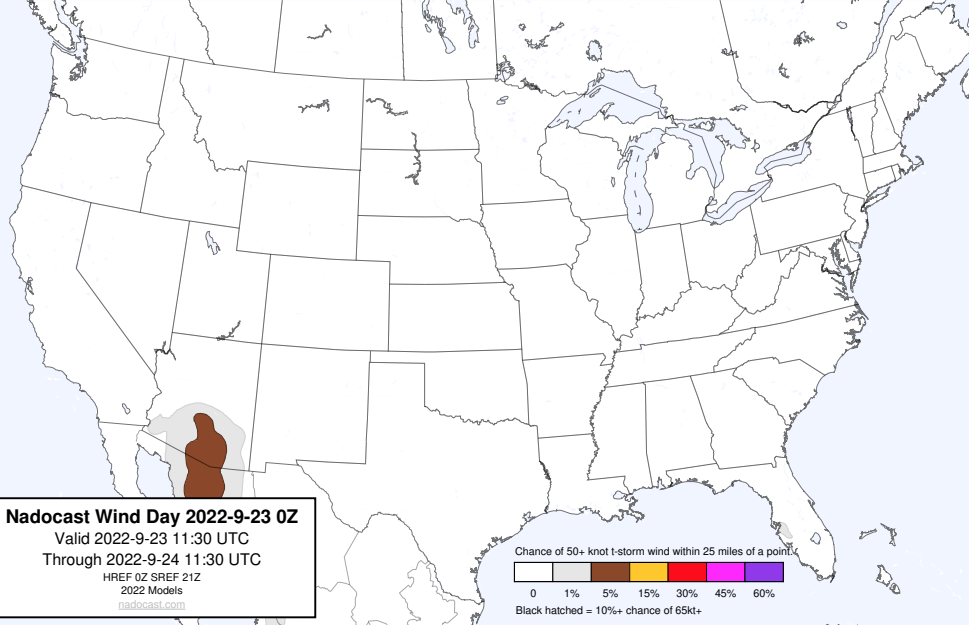 Nadocast Wind Day 2022-9-23 0Z
Valid 2022-9-23 11:30 UTC
Through 2022-9-24 11:30 UTC
HREF 0Z SREF 21Z
2022 Models
nadocast.com
Chance of 50+ knot t-storm wind within 25 miles of a point.
0 1% 5% 15% 30% 45% 60%
Black hatched = 10%+ chance of 65kt+